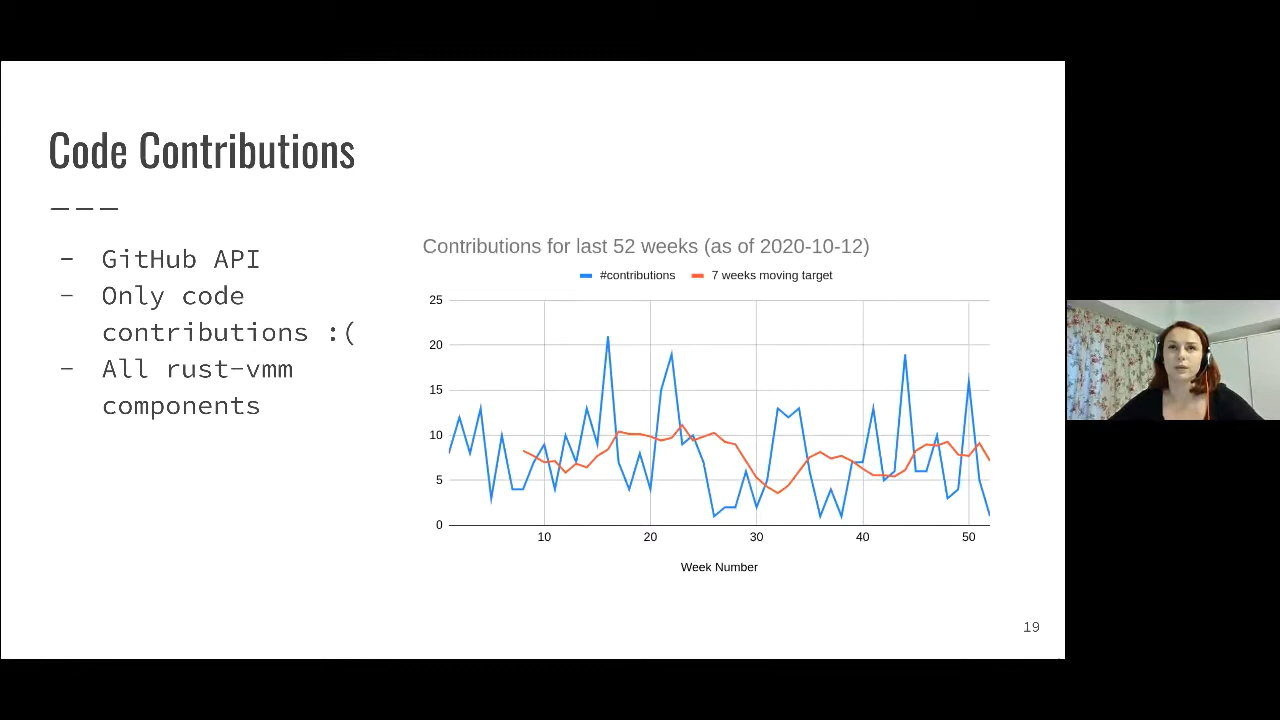 Code Contributions
___
- GitHub API
- Only code
contributions :(
- All rust-vmm
components
Contributions for last 52 weeks (as of 2020-10-12)
#contributions 7 weeks moving target
25
20
15
10
5
0
10 20 30 40 50
Week Number
19